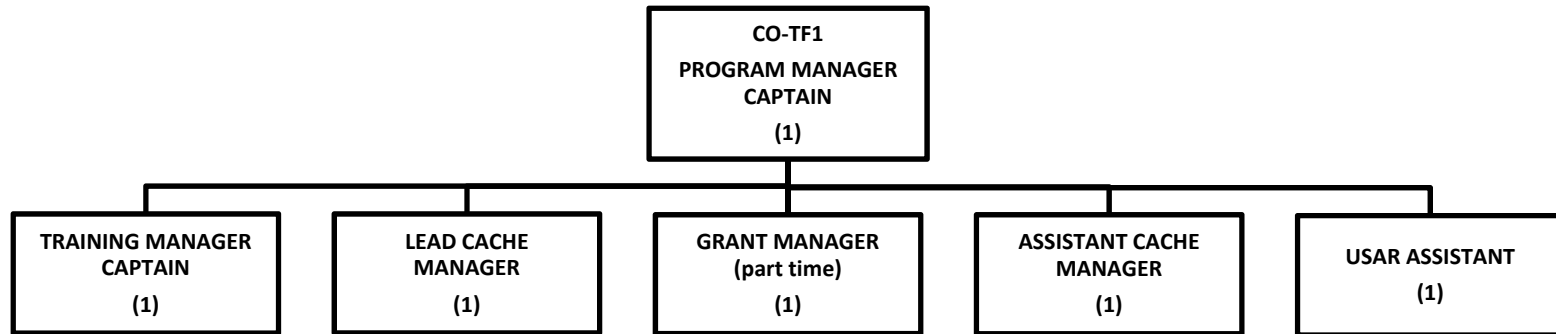 CO-TF1
PROGRAM MANAGER
CAPTAIN
(1)
TRAINING MANAGER
CAPTAIN
(1)
LEAD CACHE
MANAGER
(1)
GRANT MANAGER
(part time)
(1)
ASSISTANT CACHE
MANAGER
(1)
USAR ASSISTANT
(1)